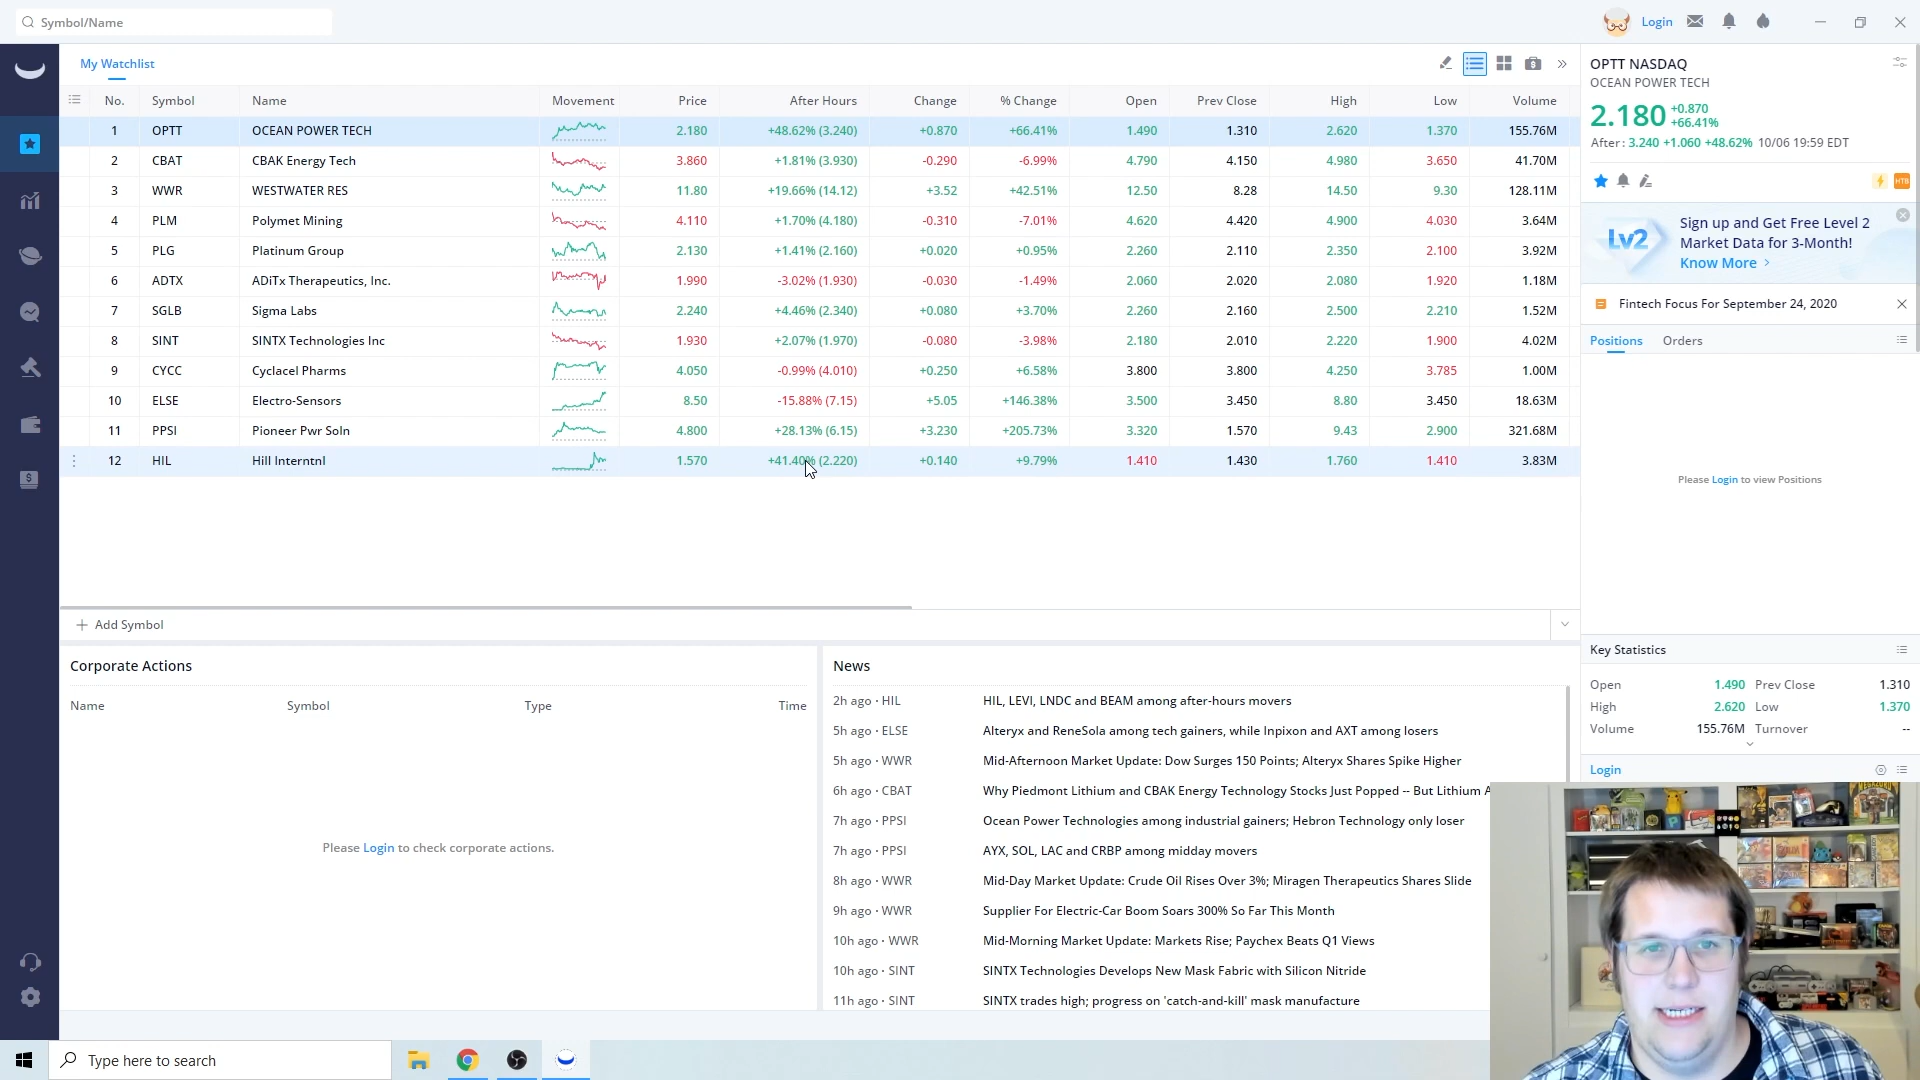 Symbol/Name
Login
My Watchlist
No. Symbol Name Movement Price After Hours Change % Change Open Prev Close High Low Volume
1 OPTT OCEAN POWER TECH 2.180 +48.62% (3.240) +0.870 +66.41% 1.490 1.310 2.620 1.370 155.76M
2 CBAT CBAK Energy Tech 3.860 +1.81% (3.930) -0.290 -6.99% 4.790 4.150 4.980 3.650 41.70M
3 WWR WESTWATER RES 11.80 +19.66% (14.12) +3.52 +42.51% 12.50 8.28 14.50 9.30 128.11M
4 PLM Polymet Mining 4.110 +1.70% (4.180) -0.310 -7.01% 4.620 4.420 4.900 4.030 3.64M
5 PLG Platinum Group 2.130 +1.41% (2.160) +0.020 +0.95% 2.260 2.110 2.350 2.100 3.92M
6 ADTX ADiTx Therapeutics, Inc. 1.990 -3.02% (1.930) -0.030 -1.49% 2.060 2.020 2.080 1.920 1.18M
7 SGLB Sigma Labs 2.240 +4.46% (2.340) +0.080 +3.70% 2.260 2.160 2.500 2.210 1.52M
8 SINT SINTX Technologies Inc 1.930 +2.07% (1.970) -0.080 -3.98% 2.180 2.010 2.220 1.900 4.02M
9 CYCC Cyclacel Pharms 4.050 -0.99% (4.010) +0.250 +6.58% 3.800 3.800 4.250 3.785 1.00M
10 ELSE Electro-Sensors 8.50 -15.88% (7.15) +5.05 +146.38% 3.500 3.450 8.80 3.450 18.63M
11 PPSI Pioneer Pwr Soln 4.800 +28.13% (6.15) +3.230 +205.73% 3.320 1.570 9.43 2.900 321.68M
12 HIL Hill Interntnl 1.570 +41.40% (2.220) +0.140 +9.79% 1.410 1.430 1.760 1.410 3.83M
Add Symbol
Corporate Actions
Name Symbol Type Time
Please Login to check corporate actions.
News
2h ago · HIL HIL, LEVI, LNDC and BEAM among after-hours movers
5h ago · ELSE Alteryx and ReneSola among tech gainers, while Inpixon and AXT among losers
5h ago · WWR Mid-Afternoon Market Update: Dow Surges 150 Points; Alteryx Shares Spike Higher
6h ago · CBAT Why Piedmont Lithium and CBAK Energy Technology Stocks Just Popped -- But Lithium A
7h ago · PPSI Ocean Power Technologies among industrial gainers; Hebron Technology only loser
7h ago · PPSI AYX, SOL, LAC and CRBP among midday movers
8h ago · WWR Mid-Day Market Update: Crude Oil Rises Over 3%; Miragen Therapeutics Shares Slide
9h ago · WWR Supplier For Electric-Car Boom Soars 300% So Far This Month
10h ago · WWR Mid-Morning Market Update: Markets Rise; Paychex Beats Q1 Views
10h ago · SINT SINTX Technologies Develops New Mask Fabric with Silicon Nitride
11h ago · SINT SINTX trades high; progress on 'catch-and-kill' mask manufacture
OPTT NASDAQ
OCEAN POWER TECH
2.180 +0.870
+66.41%
After: 3.240 +1.060 +48.62% 10/06 19:59 EDT
HTB
Lv2
Sign up and Get Free Level 2
Market Data for 3-Month!
Know More >
Fintech Focus For September 24, 2020
Positions Orders
Please Login to view Positions
Key Statistics
Open 1.490 Prev Close 1.310
High 2.620 Low 1.370
Volume 155.76M Turnover --
Login
Type here to search